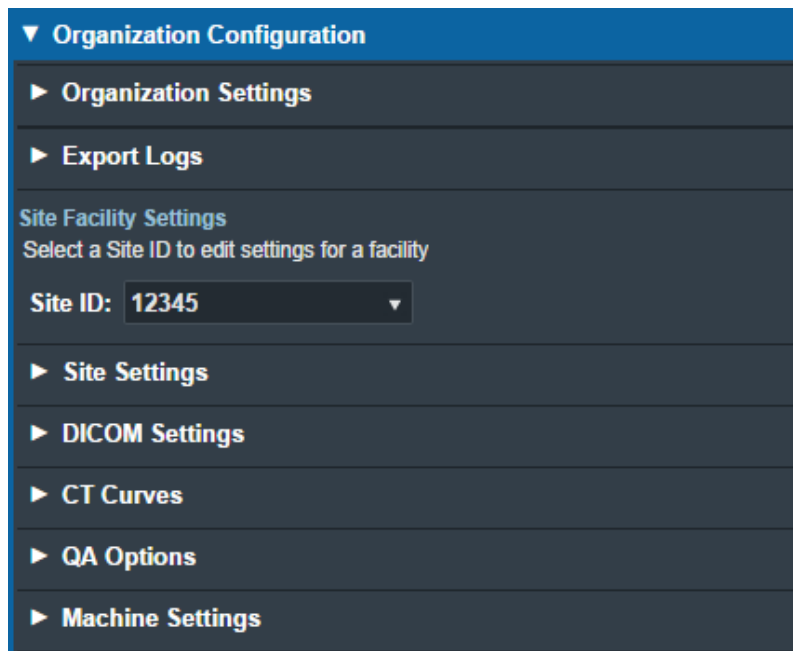 Organization Configuration
Organization Settings
Export Logs
Site Facility Settings
Select a Site ID to edit settings for a facility
Site ID: 12345
Site Settings
DICOM Settings
CT Curves
QA Options
Machine Settings